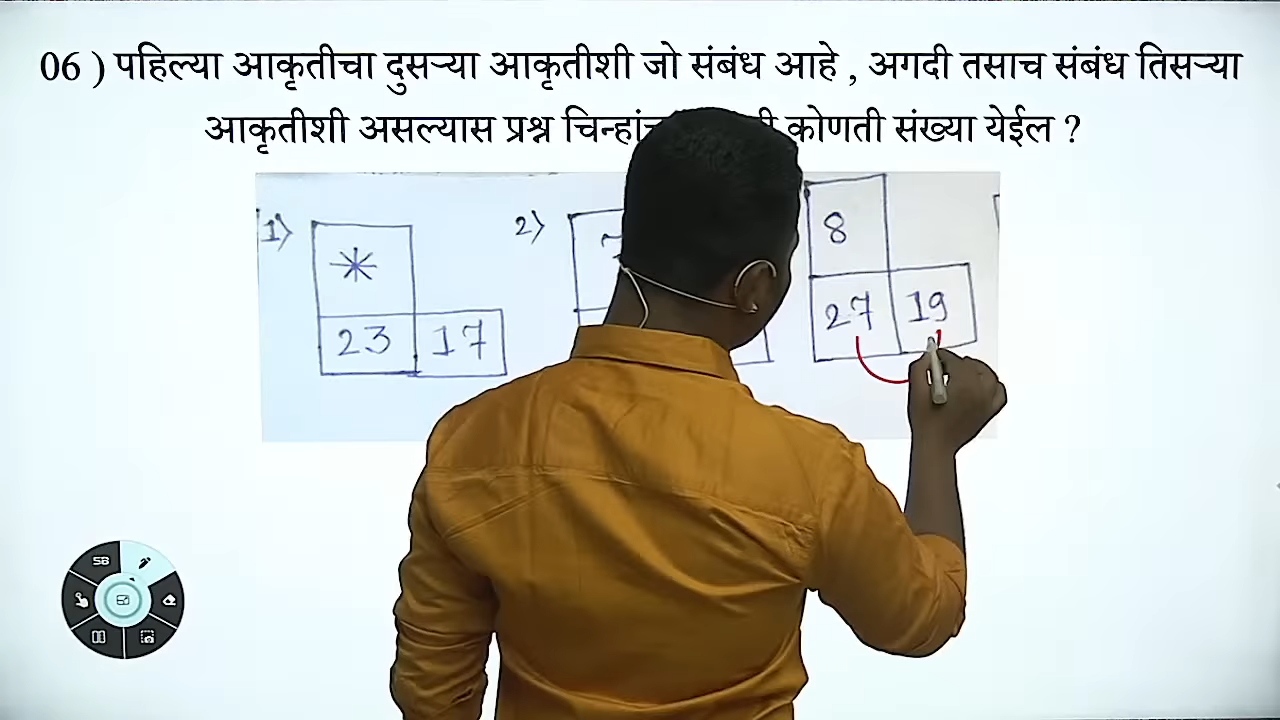 06 ) पहिल्या आकृतीचा दुसऱ्या आकृतीशी जो संबंध आहे , अगदी तसाच संबंध तिसऱ्या
आकृतीशी असल्यास प्रश्न कोणती संख्या येईल ?
1)
*
23 17
2)
8
27 19
SB